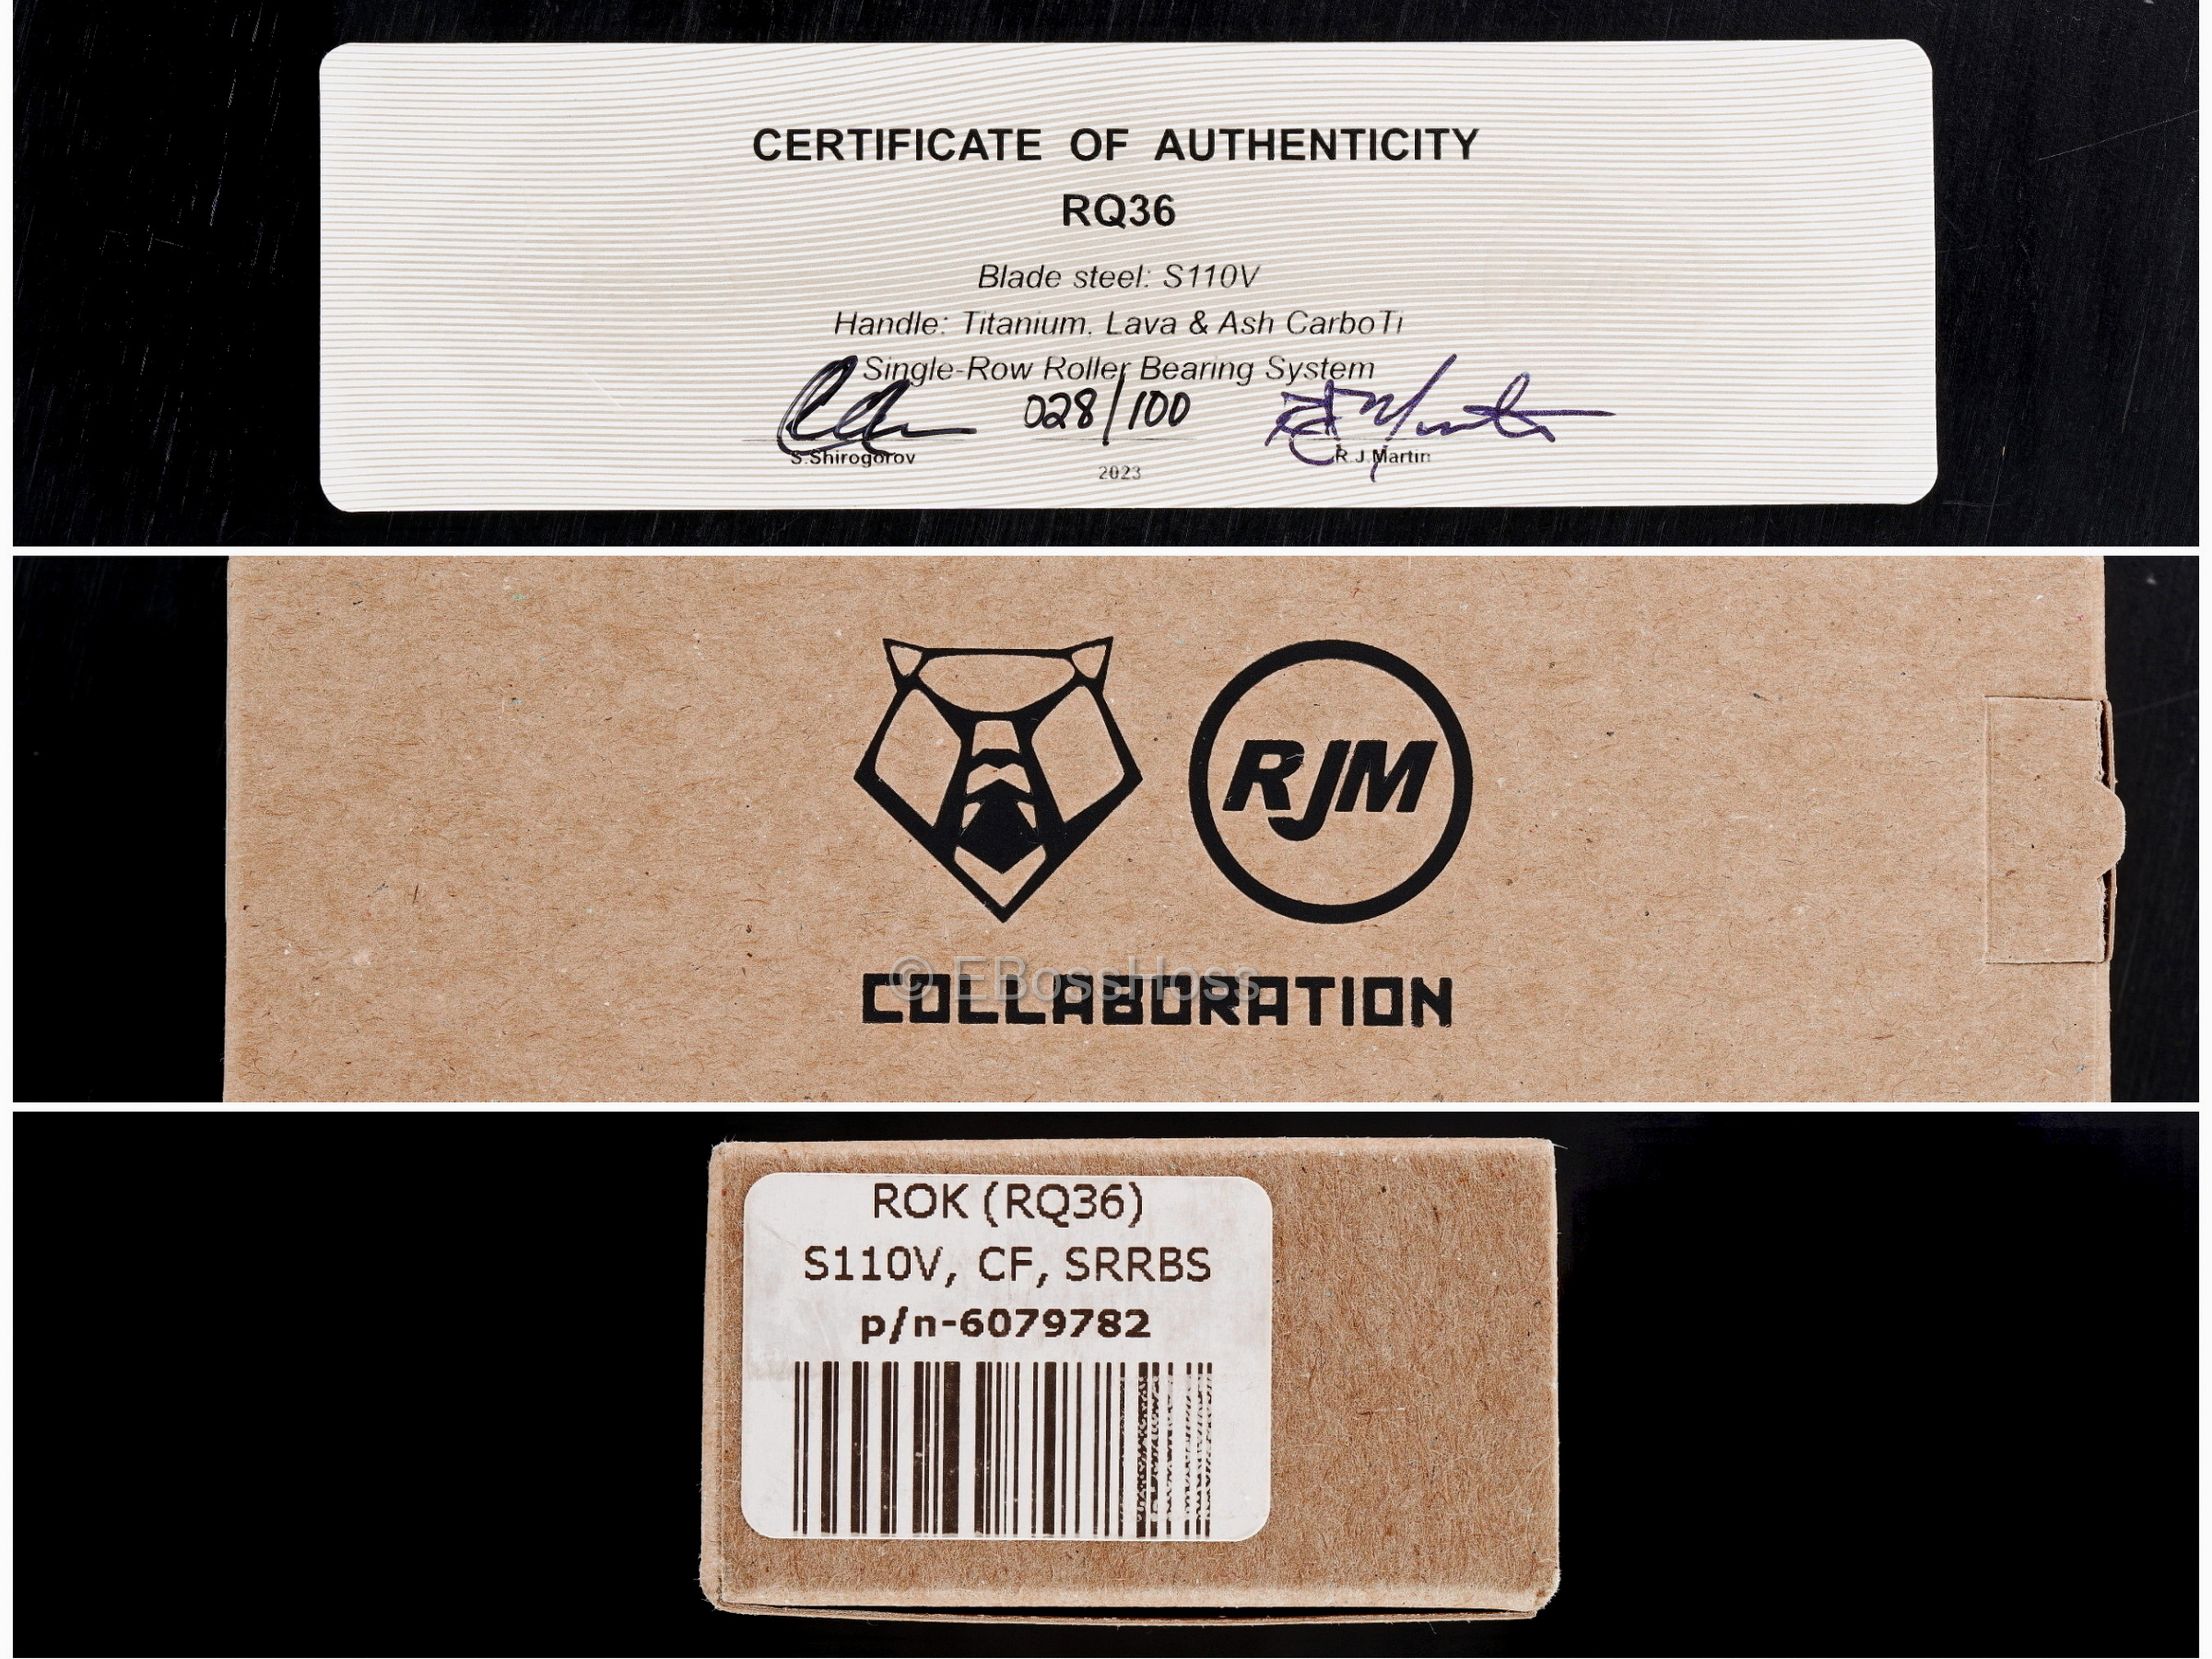 CERTIFICATE OF AUTHENTICITY
RQ36
Blade steel: S110V
Handle: Titanium, Lava & Ash CarboTi
Single-Row Roller Bearing System
028/100
S.Shirogorov
R.J.Martin
2023
RJM
© EBossHoss
COLLABORATION
ROK (RQ36)
S110V, CF, SRRBS
p/n-6079782